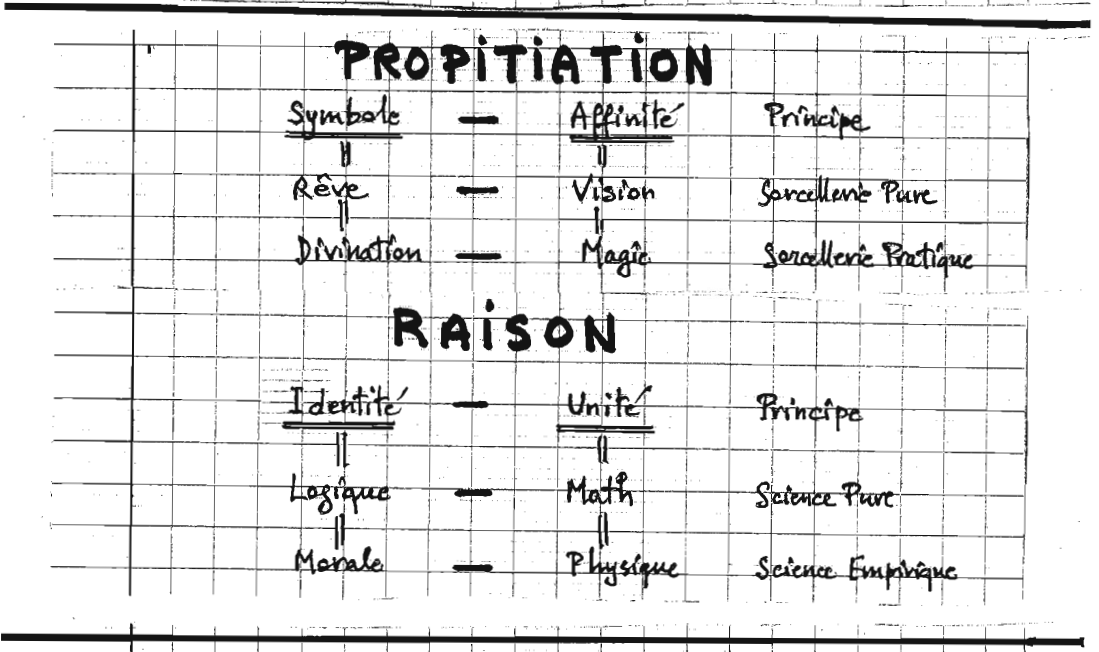 PROPiTiATiON
Symbole — Affinité Principe
Rêve — Vision Sorcellerie Pure
Divination — Magie Sorcellerie Pratique
RAiSON
Identité — Unité Principe
Logique — Math Science Pure
Morale — Physique Science Empirique